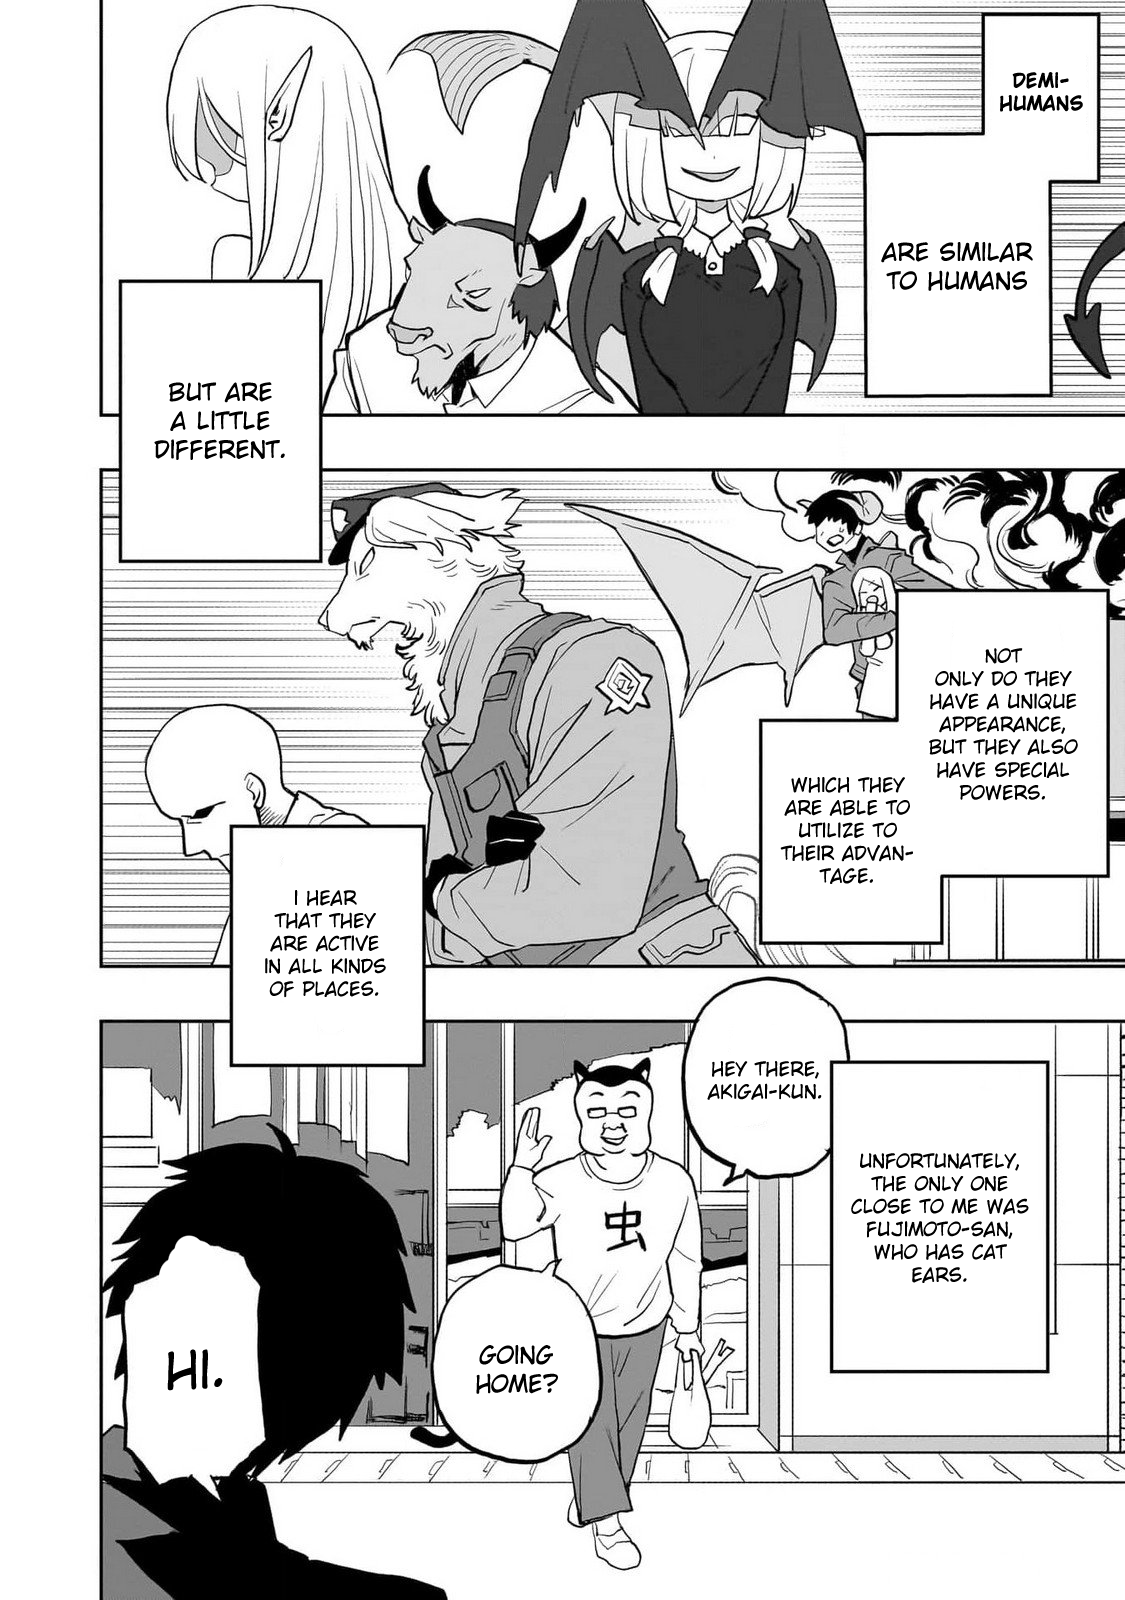 DEMI-
HUMANS
ARE SIMILAR
TO HUMANS
BUT ARE
A LITTLE
DIFFERENT.
NOT
ONLY DO THEY
HAVE A UNIQUE
APPEARANCE,
BUT THEY ALSO
HAVE SPECIAL
POWERS.
WHICH THEY
ARE ABLE TO
UTILIZE TO
THEIR ADVAN-
TAGE.
I HEAR
THAT THEY
ARE ACTIVE
IN ALL KINDS
OF PLACES.
HEY THERE,
AKIGAI-KUN.
UNFORTUNATELY,
THE ONLY ONE
CLOSE TO ME WAS
FUJIMOTO-SAN,
WHO HAS CAT
EARS.
虫
GOING
HOME?
HI.